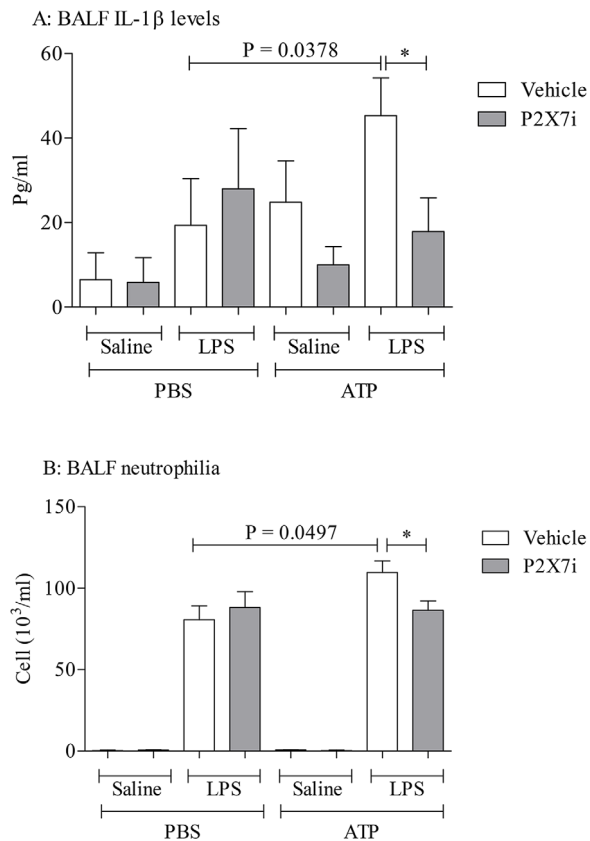 A: BALF IL-1β levels
60
40
20
0
Pg/ml
P = 0.0378
*
Vehicle
P2X7i
Saline LPS Saline LPS
PBS ATP
B: BALF neutrophilia
150
100
50
0
Cell (10³/ml)
P = 0.0497
*
Vehicle
P2X7i
Saline LPS Saline LPS
PBS ATP